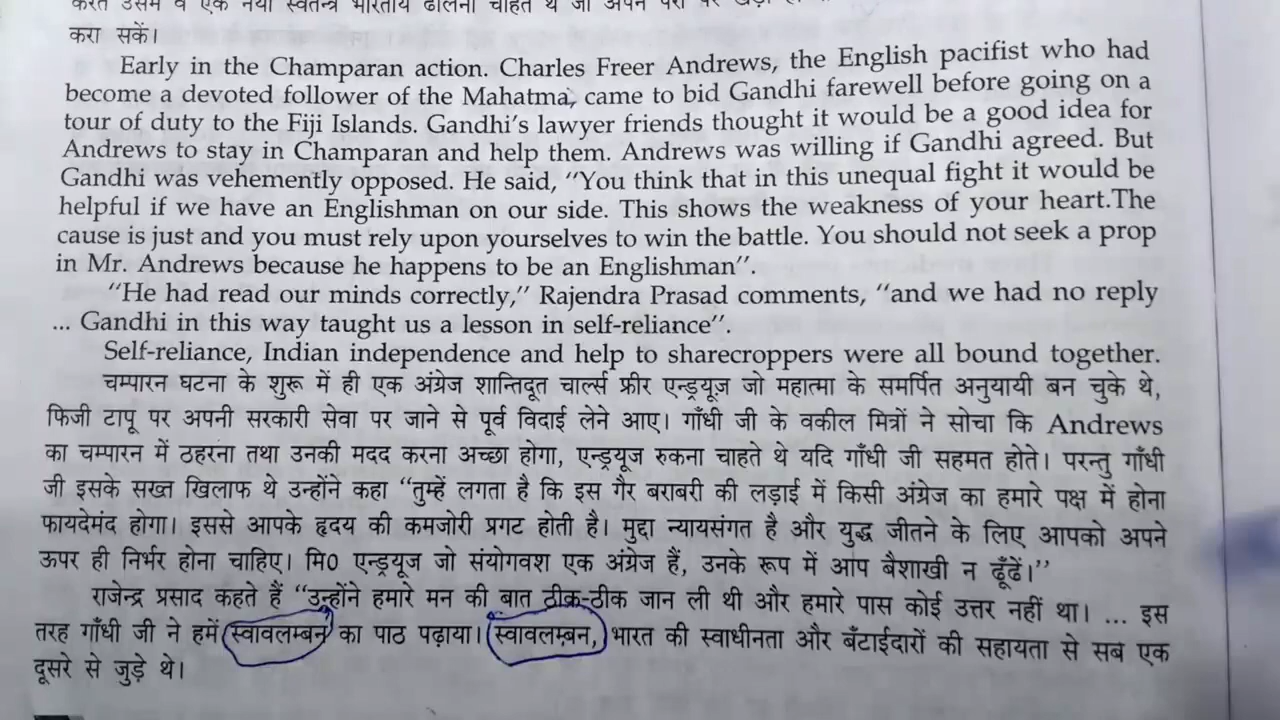 करते उसमें वे एक नया स्वतन्त्र भारतीय ढालना चाहते थे जो अपने पैरों पर
करा सकें।
Early in the Champaran action. Charles Freer Andrews, the English pacifist who had
become a devoted follower of the Mahatma, came to bid Gandhi farewell before going on a
tour of duty to the Fiji Islands. Gandhi's lawyer friends thought it would be a good idea for
Andrews to stay in Champaran and help them. Andrews was willing if Gandhi agreed. But
Gandhi was vehemently opposed. He said, "You think that in this unequal fight it would be
helpful if we have an Englishman on our side. This shows the weakness of your heart.The
cause is just and you must rely upon yourselves to win the battle. You should not seek a prop
in Mr. Andrews because he happens to be an Englishman".
"He had read our minds correctly," Rajendra Prasad comments, "and we had no reply
... Gandhi in this way taught us a lesson in self-reliance".
Self-reliance, Indian independence and help to sharecroppers were all bound together.
चम्पारन घटना के शुरू में ही एक अंग्रेज शान्तिदूत चार्ल्स फ्रीर एन्ड्रयूज़ जो महात्मा के समर्पित अनुयायी बन चुके थे,
फिजी टापू पर अपनी सरकारी सेवा पर जाने से पूर्व विदाई लेने आए। गाँधी जी के वकील मित्रों ने सोचा कि Andrews
का चम्पारन में ठहरना तथा उनकी मदद करना अच्छा होगा, एन्ड्रयूज रुकना चाहते थे यदि गाँधी जी सहमत होते। परन्तु गाँधी
जी इसके सख्त खिलाफ थे उन्होंने कहा "तुम्हें लगता है कि इस गैर बराबरी की लड़ाई में किसी अंग्रेज का हमारे पक्ष में होना
फायदेमंद होगा। इससे आपके हृदय की कमजोरी प्रगट होती है। मुद्दा न्यायसंगत है और युद्ध जीतने के लिए आपको अपने
ऊपर ही निर्भर होना चाहिए। मि० एन्ड्रयूज जो संयोगवश एक अंग्रेज हैं, उनके रूप में आप बैशाखी न ढूँढें।"
राजेन्द्र प्रसाद कहते हैं "उन्होंने हमारे मन की बात ठीक-ठीक जान ली थी और हमारे पास कोई उत्तर नहीं था। ... इस
तरह गाँधी जी ने हमें स्वावलम्बन का पाठ पढ़ाया। स्वावलम्बन, भारत की स्वाधीनता और बँटाईदारों की सहायता से सब एक
दूसरे से जुड़े थे।